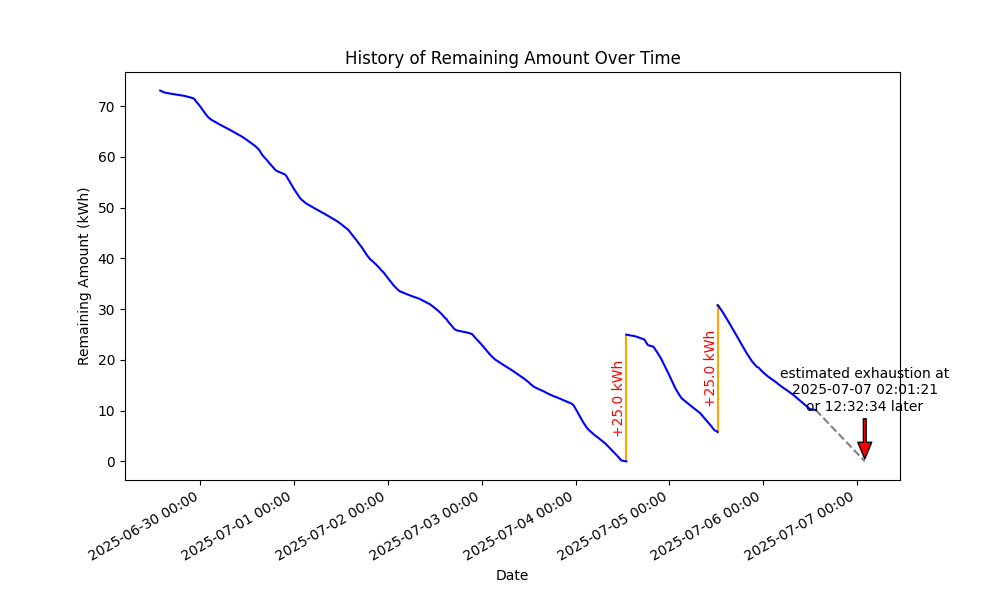 History of Remaining Amount Over Time
Remaining Amount (kWh)
70
60
50
40
30
20
10
0
+25.0 kWh
+25.0 kWh
estimated exhaustion at
2025-07-07 02:01:21
or 12:32:34 later
2025-06-30 00:00
2025-07-01 00:00
2025-07-02 00:00
2025-07-03 00:00
2025-07-04 00:00
2025-07-05 00:00
2025-07-06 00:00
2025-07-07 00:00
Date